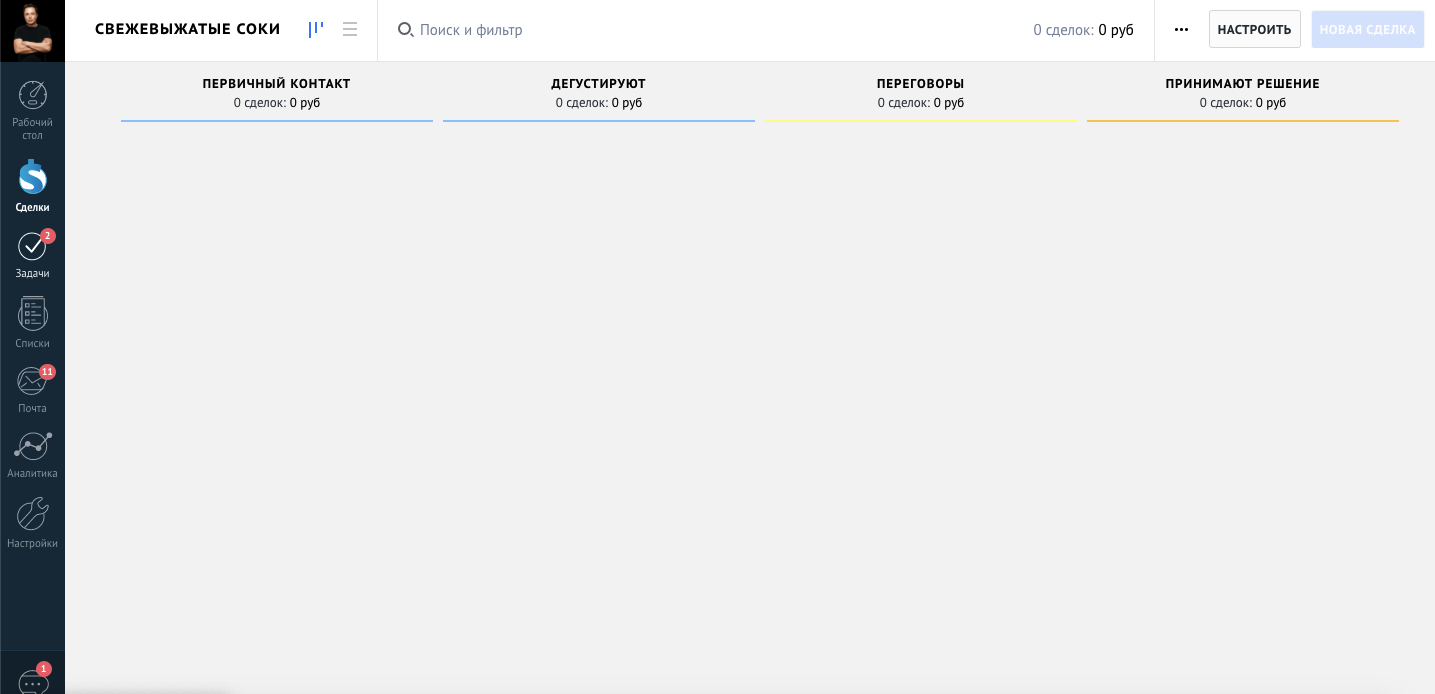 СВЕЖЕВЫЖАТЫЕ СОКИ
Поиск и фильтр
0 сделок: 0 руб
НАСТРОИТЬ
НОВАЯ СДЕЛКА
Рабочий
стол
Сделки
2
Задачи
Списки
11
Почта
Аналитика
Настройки
1
ПЕРВИЧНЫЙ КОНТАКТ
0 сделок: 0 руб
ДЕГУСТИРУЮТ
0 сделок: 0 руб
ПЕРЕГОВОРЫ
0 сделок: 0 руб
ПРИНИМАЮТ РЕШЕНИЕ
0 сделок: 0 руб